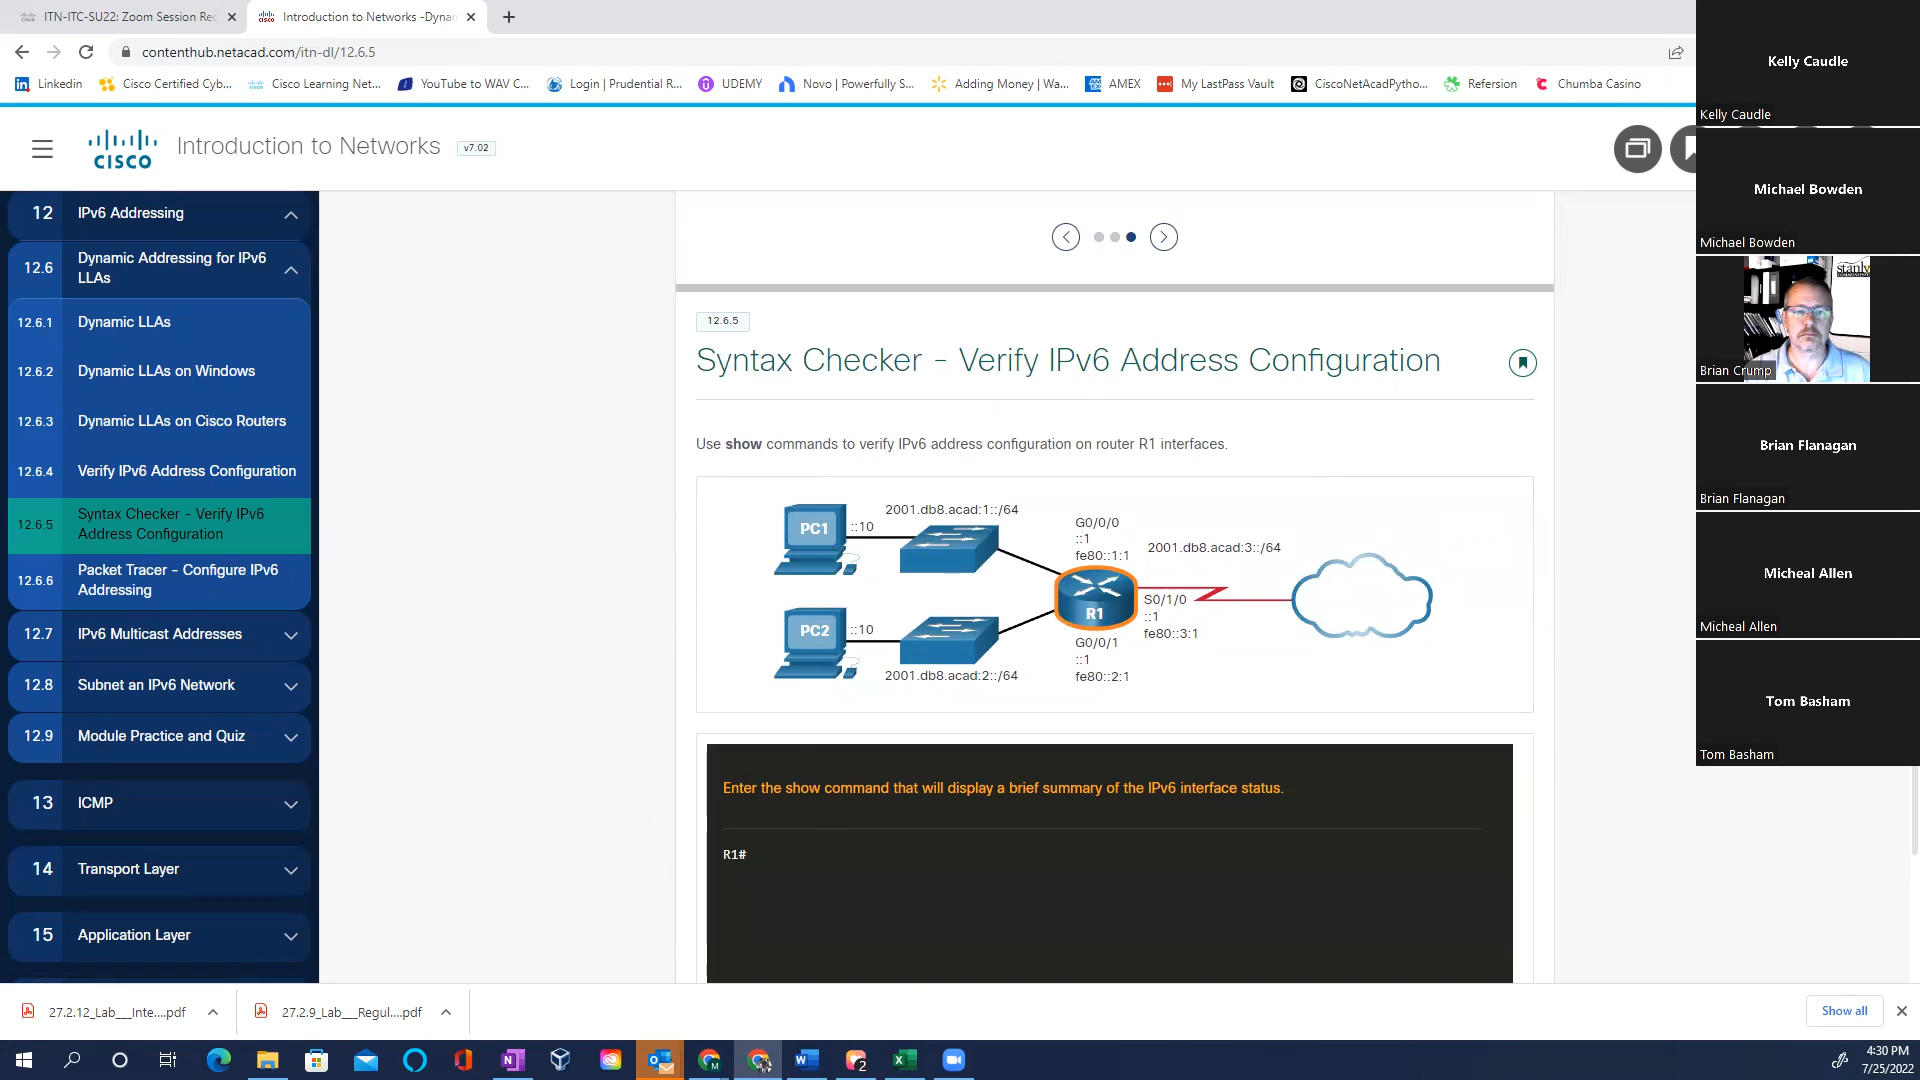 ITN-ITC-SU22: Zoom Session Rec
Introduction to Networks -Dynam
contenthub.netacad.com/itn-dl/12.6.5
Linkedin
Cisco Certified Cyb...
Cisco Learning Net...
YouTube to WAV C...
Login | Prudential R...
UDEMY
Novo | Powerfully S...
Adding Money | Wa...
AMEX
My LastPass Vault
CiscoNetAcadPytho...
Refersion
Chumba Casino
CISCO
Introduction to Networks
v7.02
12 IPv6 Addressing
12.6 Dynamic Addressing for IPv6
LLAs
12.6.1 Dynamic LLAs
12.6.2 Dynamic LLAs on Windows
12.6.3 Dynamic LLAs on Cisco Routers
12.6.4 Verify IPv6 Address Configuration
12.6.5 Syntax Checker - Verify IPv6
Address Configuration
12.6.6 Packet Tracer - Configure IPv6
Addressing
12.7 IPv6 Multicast Addresses
12.8 Subnet an IPv6 Network
12.9 Module Practice and Quiz
13 ICMP
14 Transport Layer
15 Application Layer
12.6.5
Syntax Checker - Verify IPv6 Address Configuration
Use show commands to verify IPv6 address configuration on router R1 interfaces.
PC1
::10
2001.db8.acad:1::/64
G0/0/0
::1
fe80::1:1
2001.db8.acad:3::/64
R1
S0/1/0
::1
fe80::3:1
PC2
::10
2001.db8.acad:2::/64
G0/0/1
::1
fe80::2:1
Enter the show command that will display a brief summary of the IPv6 interface status.
R1#
Kelly Caudle
Kelly Caudle
Michael Bowden
Michael Bowden
stanly
Brian Crump
Brian Flanagan
Brian Flanagan
Micheal Allen
Micheal Allen
Tom Basham
Tom Basham
27.2.12_Lab___Inte....pdf
27.2.9_Lab___Regul....pdf
Show all
2
4:30 PM
7/25/2022